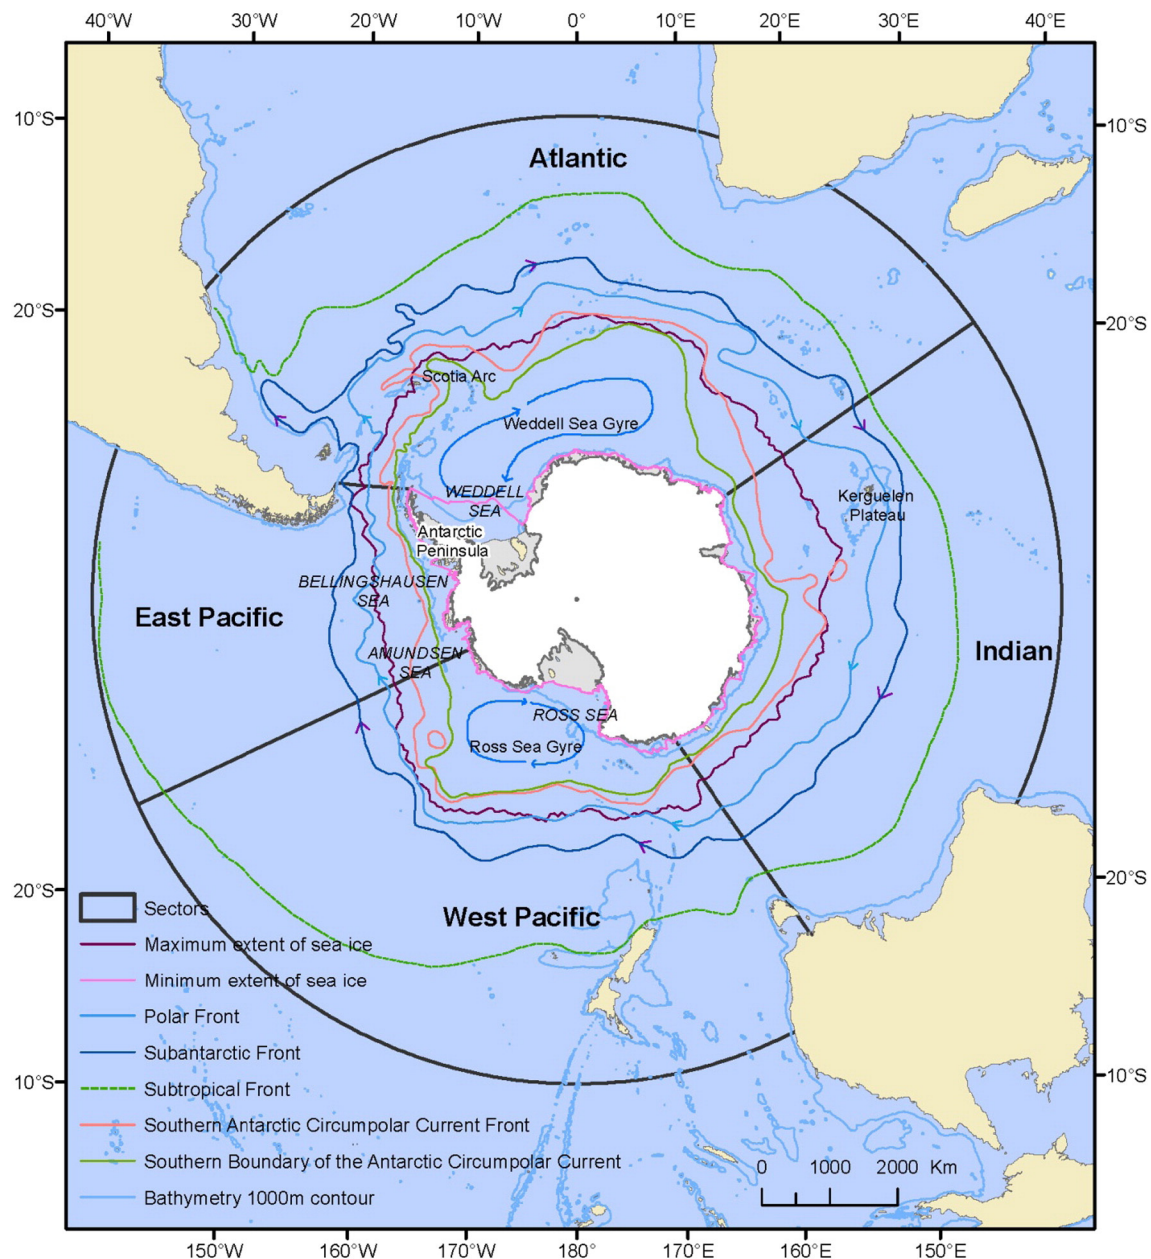 40°W 30°W 20°W 10°W 0° 10°E 20°E 30°E 40°E
10°S 10°S
Atlantic
20°S 20°S
Scotia Arc
Weddell Sea Gyre
WEDDELL
SEA
Kerguelen
Plateau
Antarctic
Peninsula
BELLINGSHAUSEN
SEA
East Pacific
Indian
AMUNDSEN
SEA
ROSS SEA
Ross Sea Gyre
20°S 20°S
West Pacific
Sectors
Maximum extent of sea ice
Minimum extent of sea ice
Polar Front
Subantarctic Front
10°S 10°S
Subtropical Front
Southern Antarctic Circumpolar Current Front
Southern Boundary of the Antarctic Circumpolar Current
Bathymetry 1000m contour
0 1000 2000 Km
150°W 160°W 170°W 180° 170°E 160°E 150°E